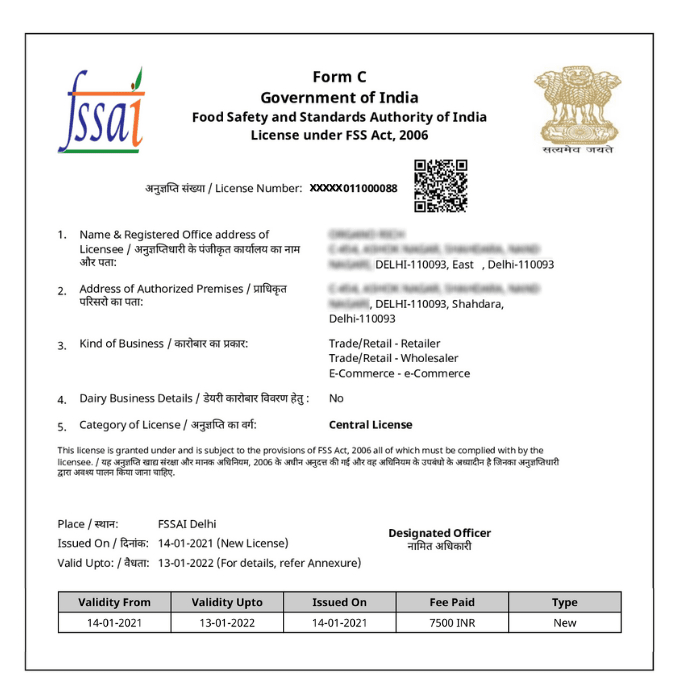 fssai
Form C
Government of India
Food Safety and Standards Authority of India
License under FSS Act, 2006
सत्यमेव जयते
अनुज्ञप्ति संख्या / License Number: XXXXX011000088
1. Name & Registered Office address of
Licensee / अनुज्ञप्तिधारी के पंजीकृत कार्यालय का नाम
और पता:
DELHI-110093, East , Delhi-110093
2. Address of Authorized Premises / प्राधिकृत
परिसरो का पता:
, DELHI-110093, Shahdara,
Delhi-110093
3. Kind of Business / कारोबार का प्रकार:
Trade/Retail - Retailer
Trade/Retail - Wholesaler
E-Commerce - e-Commerce
4. Dairy Business Details / डेयरी कारोबार विवरण हेतु : No
5. Category of License / अनुज्ञप्ति का वर्ग: Central License
This license is granted under and is subject to the provisions of FSS Act, 2006 all of which must be complied with by the
licensee. / यह अनुज्ञप्ति खाद्य संरक्षा और मानक अधिनियम, 2006 के अधीन अनुदत्त की गई और वह अधिनियम के उपबंधो के अध्यादीन है जिनका अनुज्ञप्तिधारी
द्वारा अवश्य पालन किया जाना चाहिए.
Place / स्थान: FSSAI Delhi
Issued On / दिनांक: 14-01-2021 (New License)
Valid Upto: / वैधता: 13-01-2022 (For details, refer Annexure)
Designated Officer
नामित अधिकारी
Validity From Validity Upto Issued On Fee Paid Type
14-01-2021 13-01-2022 14-01-2021 7500 INR New